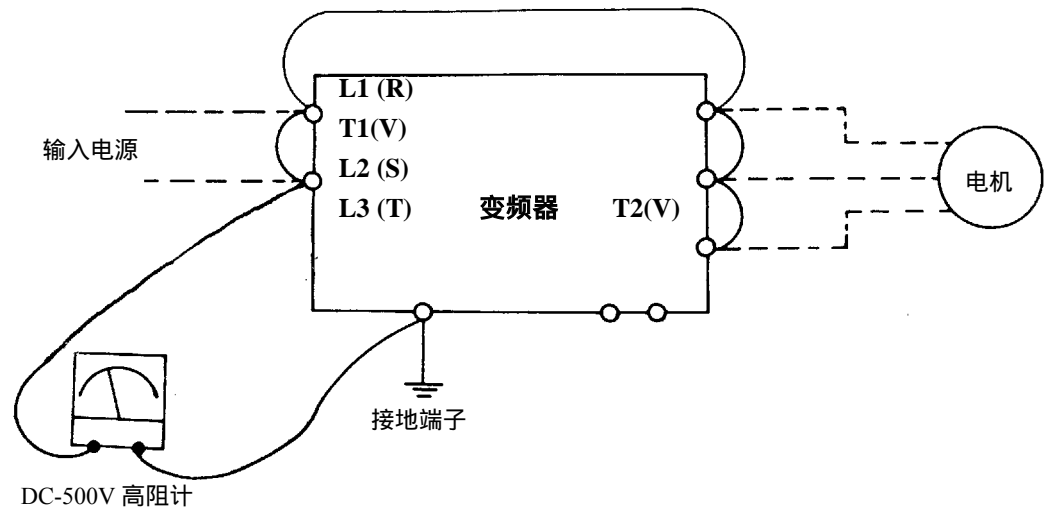 L1 (R)
T1(V)
输入电源
L2 (S)
L3 (T)
变频器
T2(V)
电机
接地端子
DC-500V 高阻计